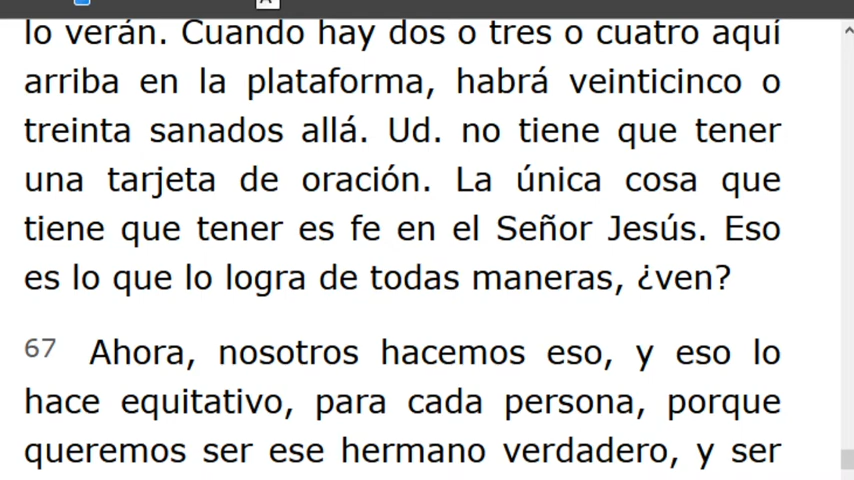 lo verán. Cuando hay dos o tres o cuatro aquí
arriba en la plataforma, habrá veinticinco o
treinta sanados allá. Ud. no tiene que tener
una tarjeta de oración. La única cosa que
tiene que tener es fe en el Señor Jesús. Eso
es lo que lo logra de todas maneras, ¿ven?
67 Ahora, nosotros hacemos eso, y eso lo
hace equitativo, para cada persona, porque
queremos ser ese hermano verdadero, y ser